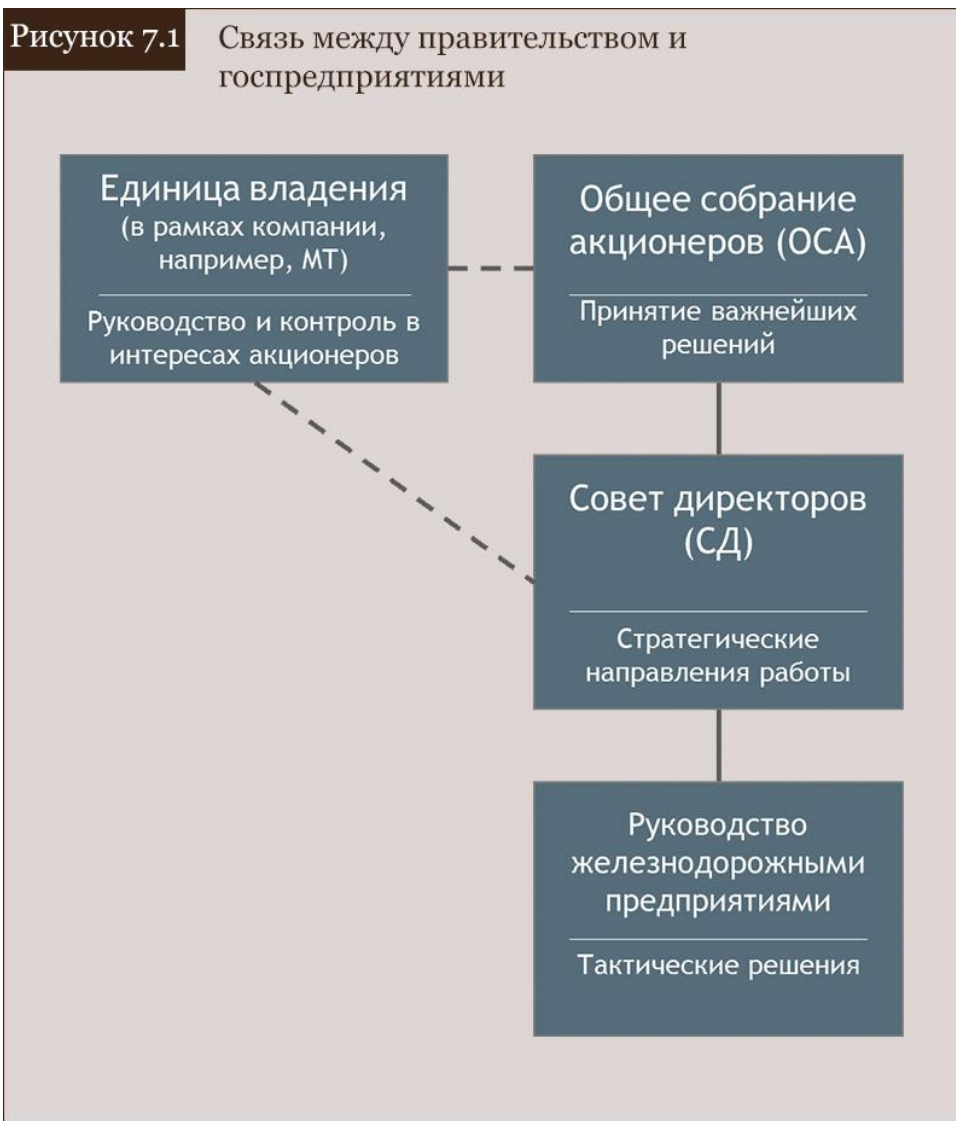 Рисунок 7.1
Связь между правительством и
госпредприятиями
Единица владения
(в рамках компании,
например, МТ)
Руководство и контроль в
интересах акционеров
Общее собрание
акционеров (ОСА)
Принятие важнейших
решений
Совет директоров
(СД)
Стратегические
направления работы
Руководство
железнодорожными
предприятиями
Тактические решения